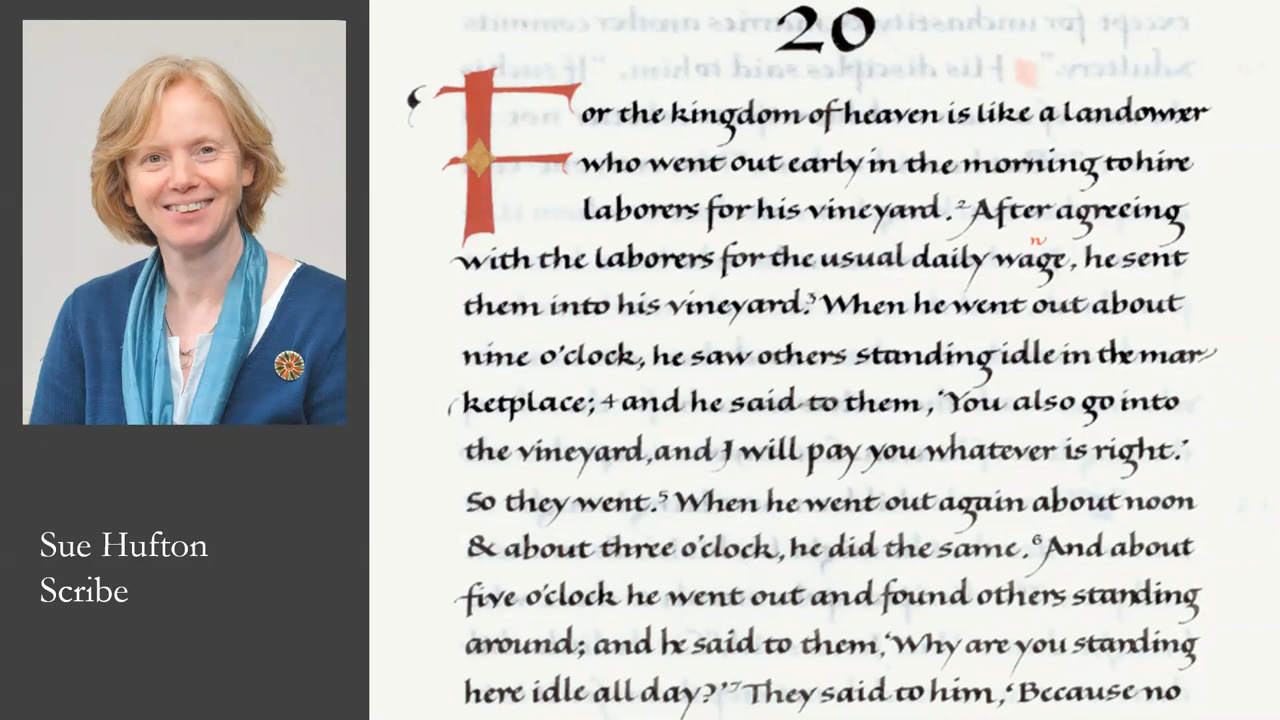 Sue Hufton
Scribe
20
‘For the kingdom of heaven is like a landowner
who went out early in the morning to hire
laborers for his vineyard. ² After agreeing
n
with the laborers for the usual daily wage, he sent
them into his vineyard. ³ When he went out about
nine o’clock, he saw others standing idle in the mar-
ketplace; ⁴ and he said to them, ‘You also go into
the vineyard, and I will pay you whatever is right.’
So they went. ⁵ When he went out again about noon
& about three o’clock, he did the same. ⁶ And about
five o’clock he went out and found others standing
around; and he said to them, ‘Why are you standing
here idle all day?’ ⁷ They said to him, ‘Because no